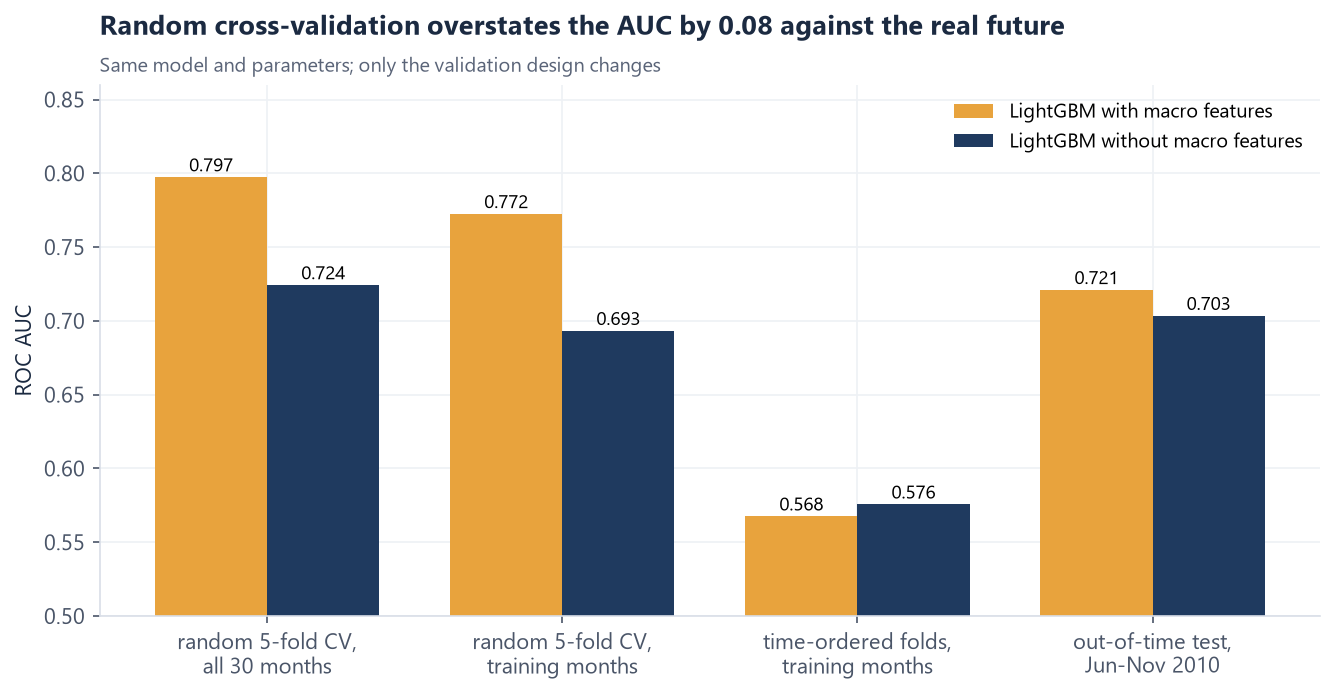 Random cross-validation overstates the AUC by 0.08 against the real future
Same model and parameters; only the validation design changes
LightGBM with macro features
LightGBM without macro features
ROC AUC
0.85
0.80
0.75
0.70
0.65
0.60
0.55
0.50
0.797
0.724
0.772
0.693
0.568
0.576
0.721
0.703
random 5-fold CV,
all 30 months
random 5-fold CV,
training months
time-ordered folds,
training months
out-of-time test,
Jun-Nov 2010